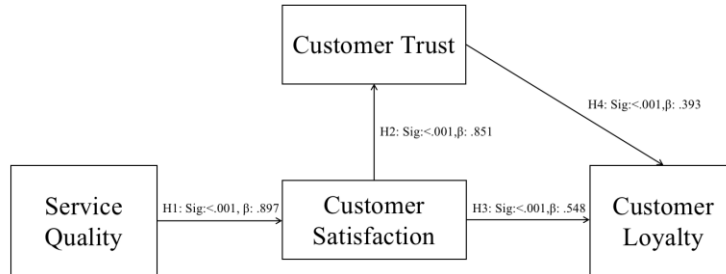 Customer Trust
H4: Sig:<.001,β: .393
H2: Sig:<.001,β: .851
Service
Quality
H1: Sig:<.001, β: .897
Customer
Satisfaction
H3: Sig:<.001,β: .548
Customer
Loyalty